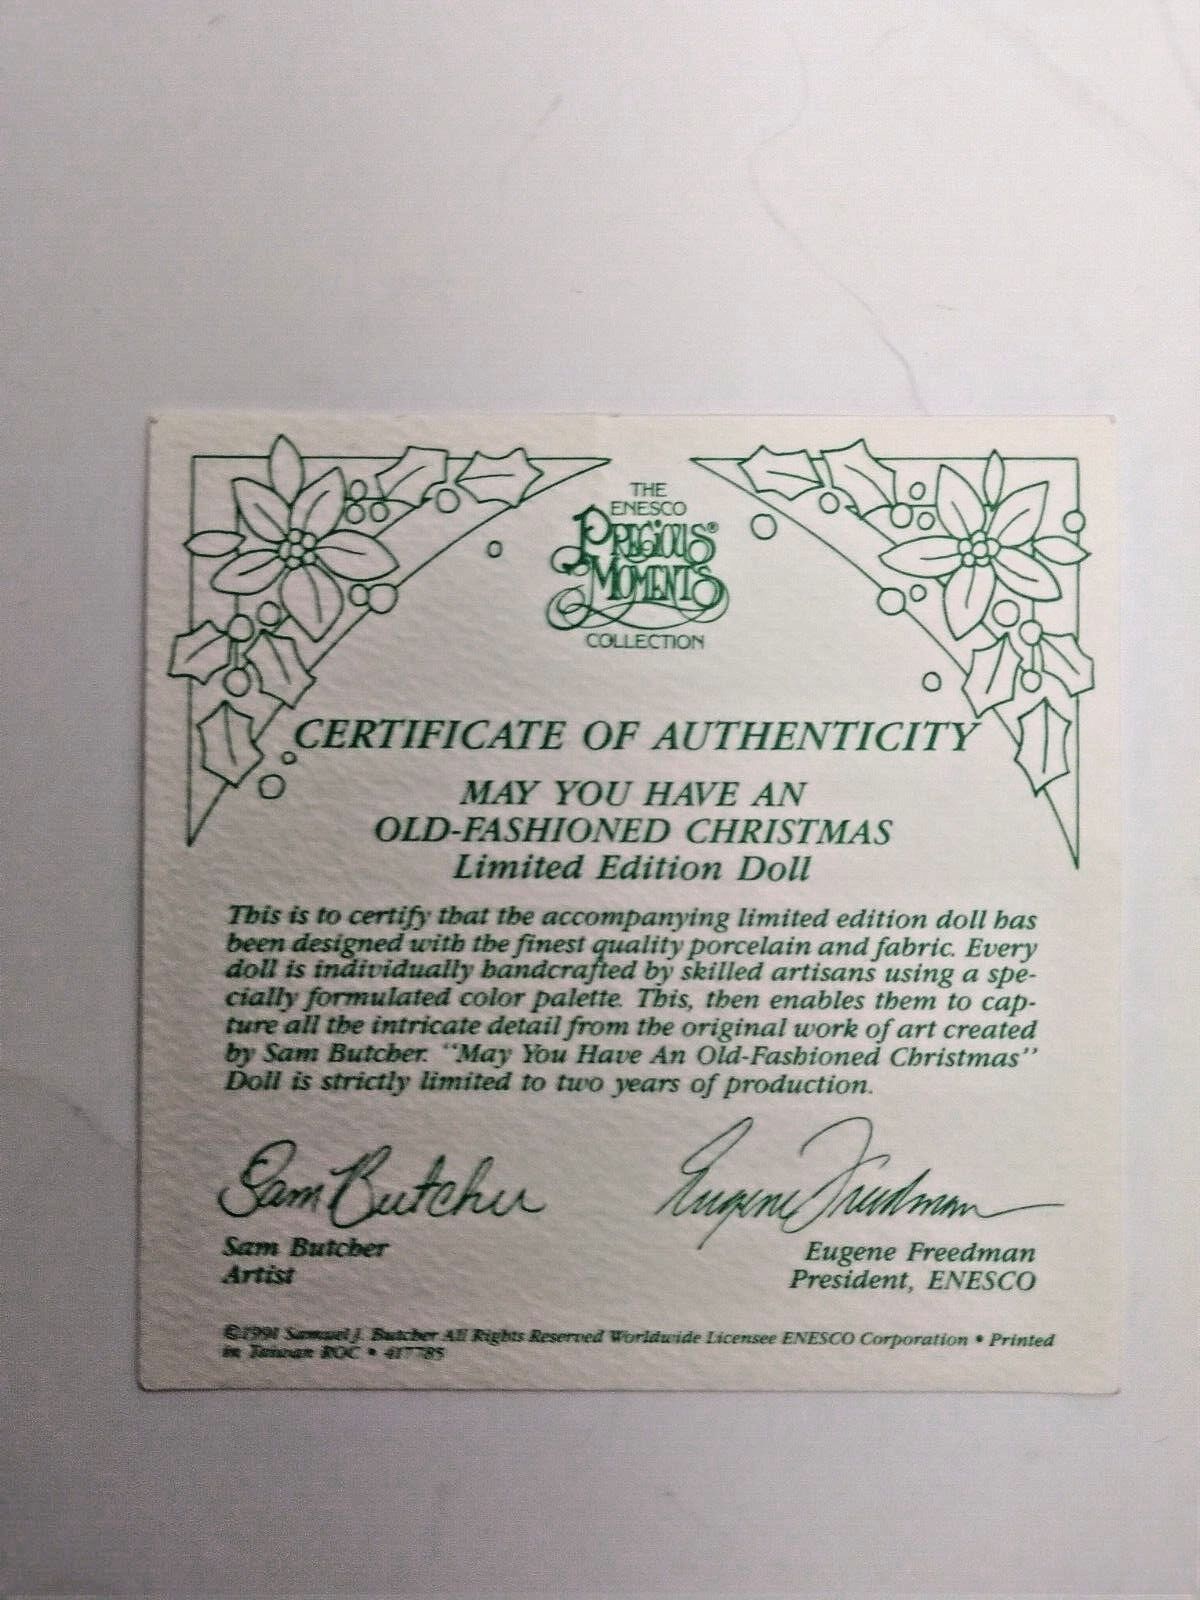 THE
ENESCO
PRECIOUS®
MOMENTS
COLLECTION
CERTIFICATE OF AUTHENTICITY
MAY YOU HAVE AN
OLD-FASHIONED CHRISTMAS
Limited Edition Doll
This is to certify that the accompanying limited edition doll has
been designed with the finest quality porcelain and fabric. Every
doll is individually handcrafted by skilled artisans using a spe-
cially formulated color palette. This, then enables them to cap-
ture all the intricate detail from the original work of art created
by Sam Butcher. "May You Have An Old-Fashioned Christmas"
Doll is strictly limited to two years of production.
Sam Butcher Eugene Freedman
Sam Butcher Eugene Freedman
Artist President, ENESCO
©1991 Samuel J. Butcher All Rights Reserved Worldwide Licensee ENESCO Corporation • Printed
in Taiwan ROC • 417785